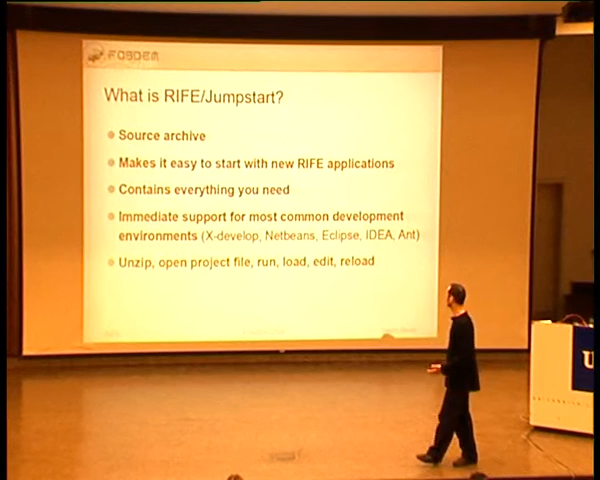 FOSDEM
What is RIFE/Jumpstart?
Source archive
Makes it easy to start with new RIFE applications
Contains everything you need
Immediate support for most common development
environments (X-develop, Netbeans, Eclipse, IDEA, Ant)
Unzip, open project file, run, load, edit, reload
U